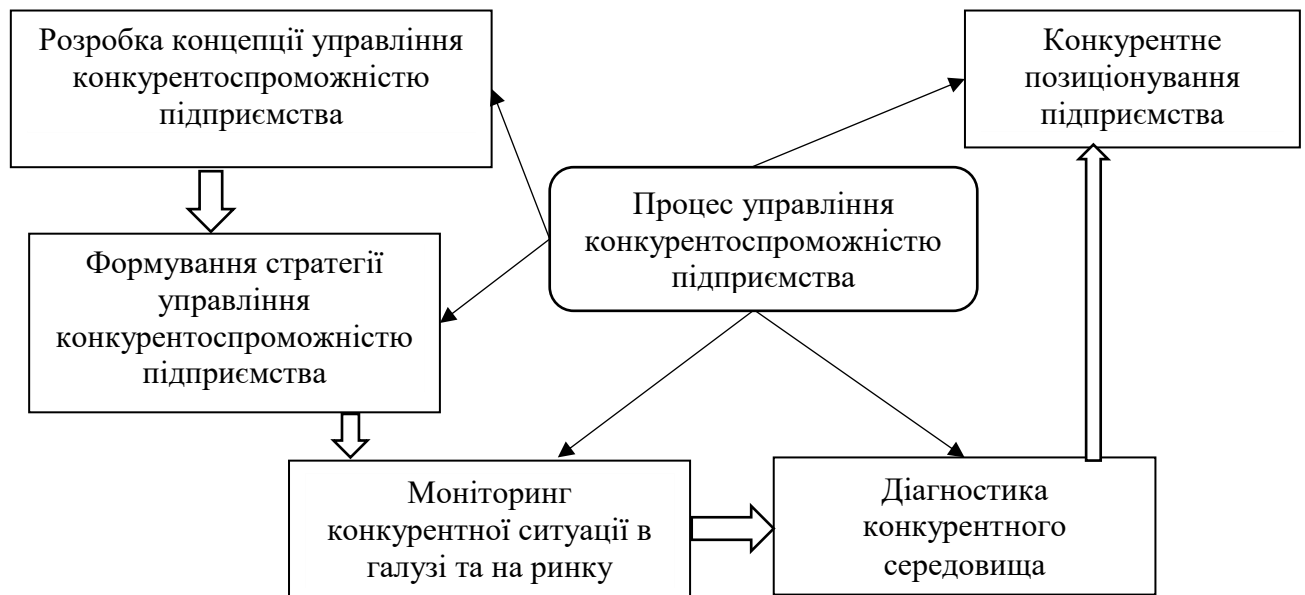 Розробка концепції управління
конкурентоспроможністю
підприємства
Конкурентне
позиціонування
підприємства
Процес управління
конкурентоспроможністю
підприємства
Формування стратегії
управління
конкурентоспроможністю
підприємства
Моніторинг
конкурентної ситуації в
галузі та на ринку
Діагностика
конкурентного
середовища